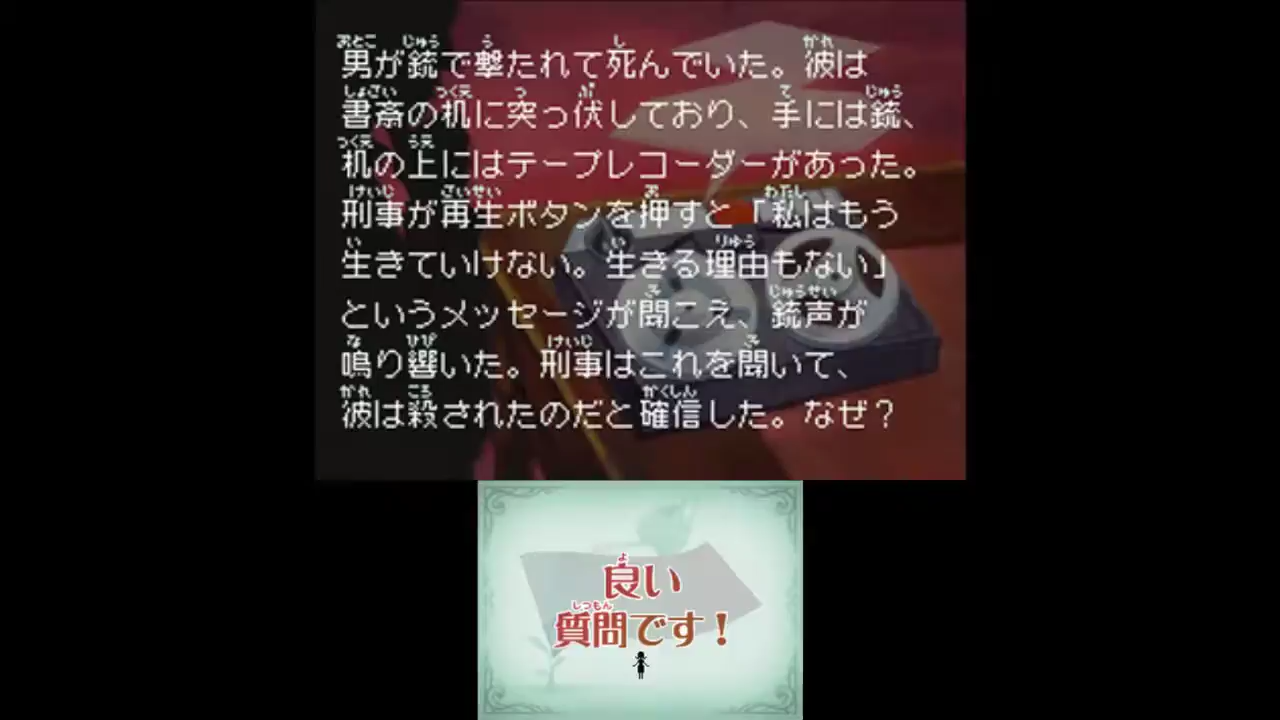 男が銃で撃たれて死んでいた。彼は
書斎の机に突っ伏しており、手には銃、
机の上にはテープレコーダーがあった。
刑事が再生ボタンを押すと「私はもう
生きていけない。生きる理由もない」
というメッセージが聞こえ、銃声が
鳴り響いた。刑事はこれを聞いて、
彼は殺されたのだと確信した。なぜ？
良い
質問です！